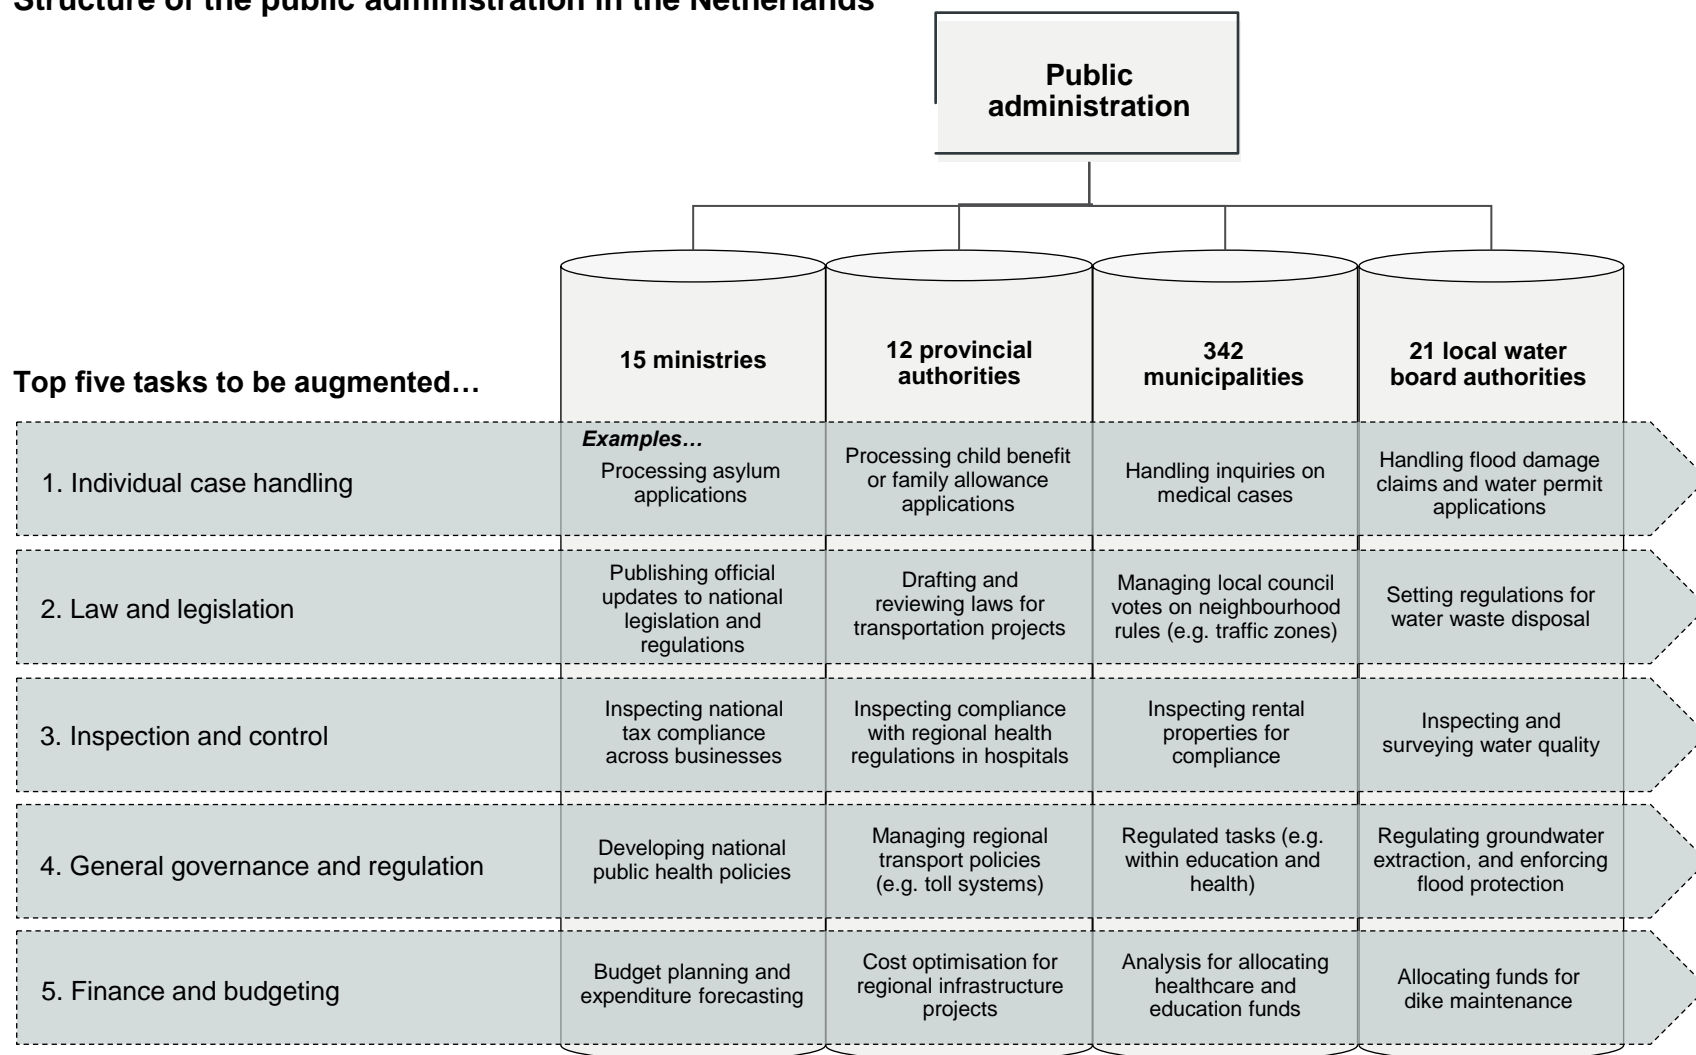 Structure of the public administration in the Netherlands
Public
administration
15 ministries
12 provincial
authorities
342
municipalities
21 local water
board authorities
Top five tasks to be augmented…
Examples…
1. Individual case handling
Processing asylum
applications
Processing child benefit
or family allowance
applications
Handling inquiries on
medical cases
Handling flood damage
claims and water permit
applications
2. Law and legislation
Publishing official
updates to national
legislation and
regulations
Drafting and
reviewing laws for
transportation projects
Managing local council
votes on neighbourhood
rules (e.g. traffic zones)
Setting regulations for
water waste disposal
3. Inspection and control
Inspecting national
tax compliance
across businesses
Inspecting compliance
with regional health
regulations in hospitals
Inspecting rental
properties for
compliance
Inspecting and
surveying water quality
4. General governance and regulation
Developing national
public health policies
Managing regional
transport policies
(e.g. toll systems)
Regulated tasks (e.g.
within education and
health)
Regulating groundwater
extraction, and enforcing
flood protection
5. Finance and budgeting
Budget planning and
expenditure forecasting
Cost optimisation for
regional infrastructure
projects
Analysis for allocating
healthcare and
education funds
Allocating funds for
dike maintenance